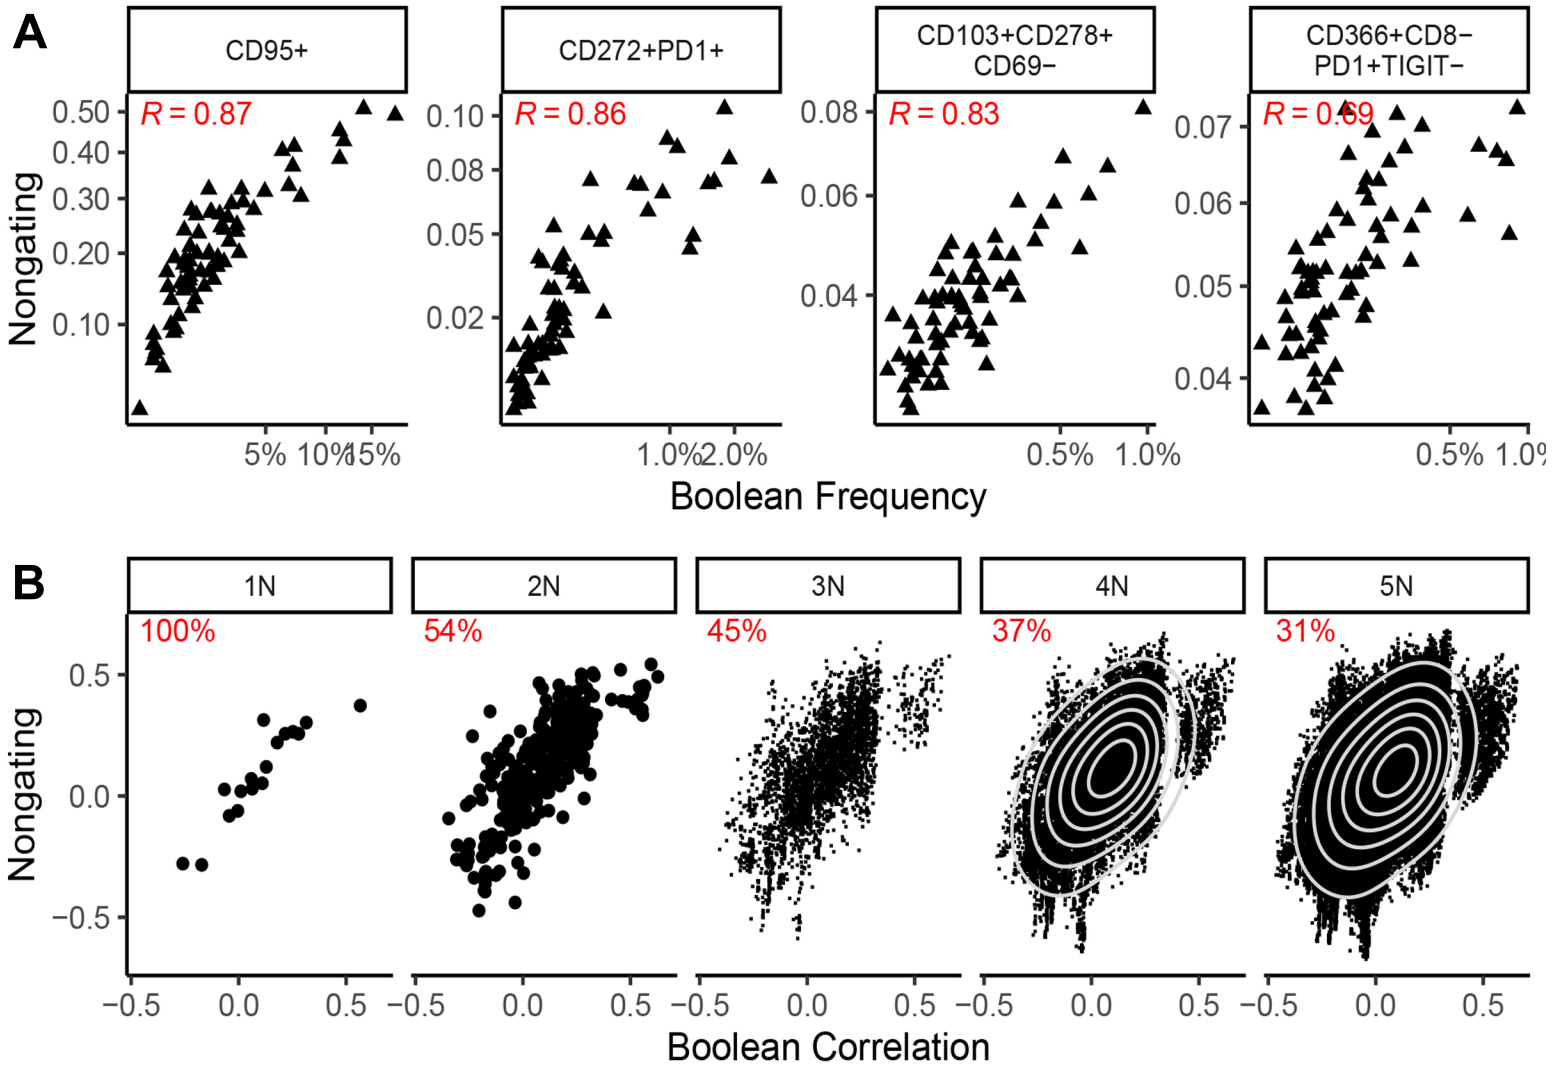 A
CD95+
CD272+PD1+
CD103+CD278+
CD69−
CD366+CD8−
PD1+TIGIT−
Nongating
R = 0.87
0.50
0.40
0.30
0.20
0.10
5% 10% 15%
R = 0.86
0.10
0.08
0.05
0.02
1.0% 2.0%
R = 0.83
0.08
0.06
0.04
0.5% 1.0%
R = 0.69
0.07
0.06
0.05
0.04
0.5% 1.0%
Boolean Frequency
B
1N
2N
3N
4N
5N
100%
54%
45%
37%
31%
Nongating
0.5
0.0
−0.5
−0.5 0.0 0.5
−0.5 0.0 0.5
−0.5 0.0 0.5
−0.5 0.0 0.5
−0.5 0.0 0.5
Boolean Correlation